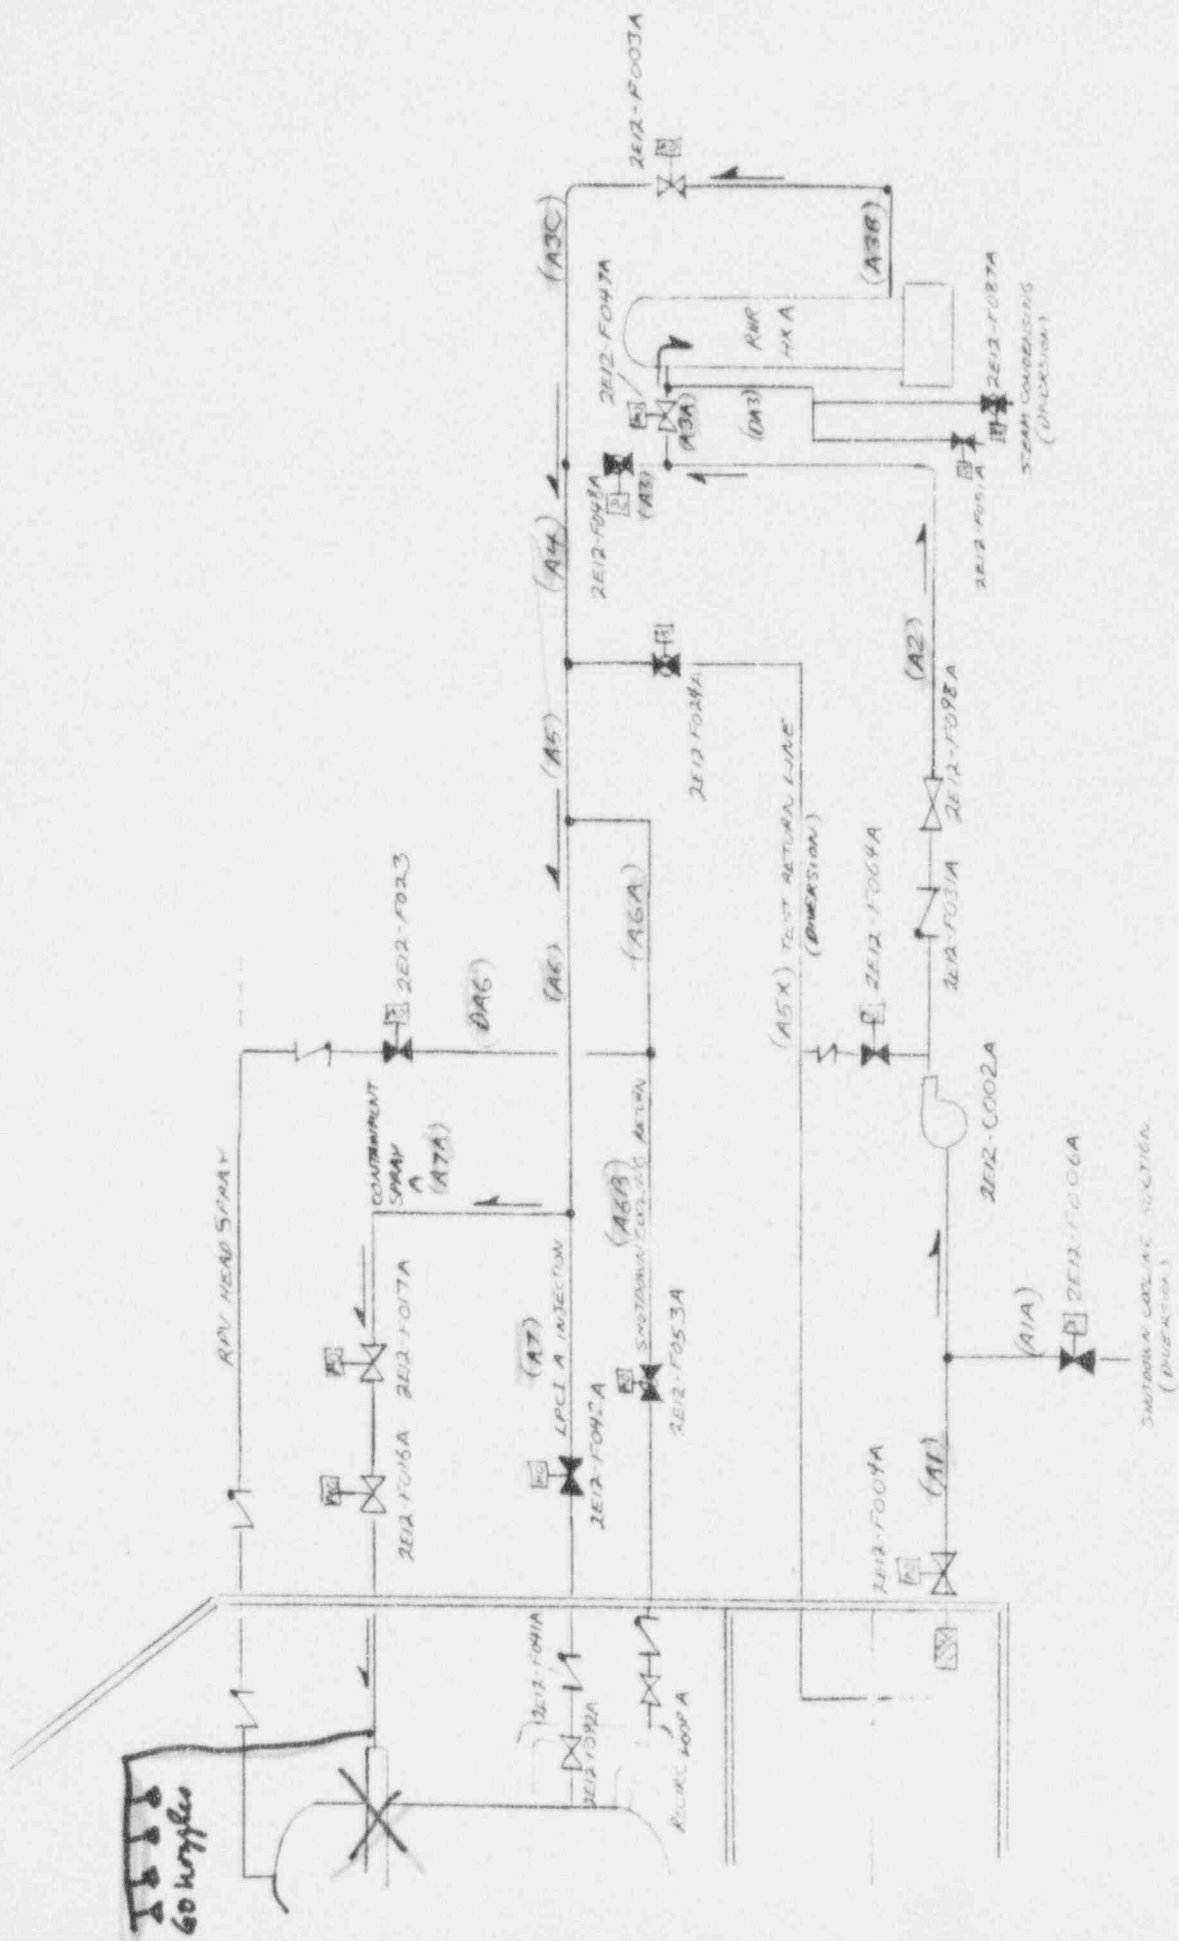 2E12-F003A
(A3C)
(A3B)
2E12-F047A
RHR
HX A
2E12-F087A
STEAM CONDENSING
(DIVERSION)
(A3A)
(DA3)
2E12-F051A
2E12-F048A
(A3)
(A4)
2E12-F024A
(A2)
2E12-F098A
(A5)
2E12-F031A
(A5X) TEST RETURN LINE
(DIVERSION)
2E12-F064A
(A6)
(A6A)
2E12-F023
(DA6)
2E12-C002A
RPV HEAD SPRAY
CONTAINMENT
SPRAY
A
(A7A)
(A6B)
SHUTDOWN COOLING RETURN
2E12-F053A
(A7)
LPCI A INJECTION
2E12-F042A
2E12-F017A
2E12-F016A
(A1A)
2E12-F006A
SHUTDOWN COOLING SUCTION
(DIVERSION)
(A1)
2E12-F004A
2E12-F041A
2E12-F092A
RECIRC LOOP A
60 Nozzles